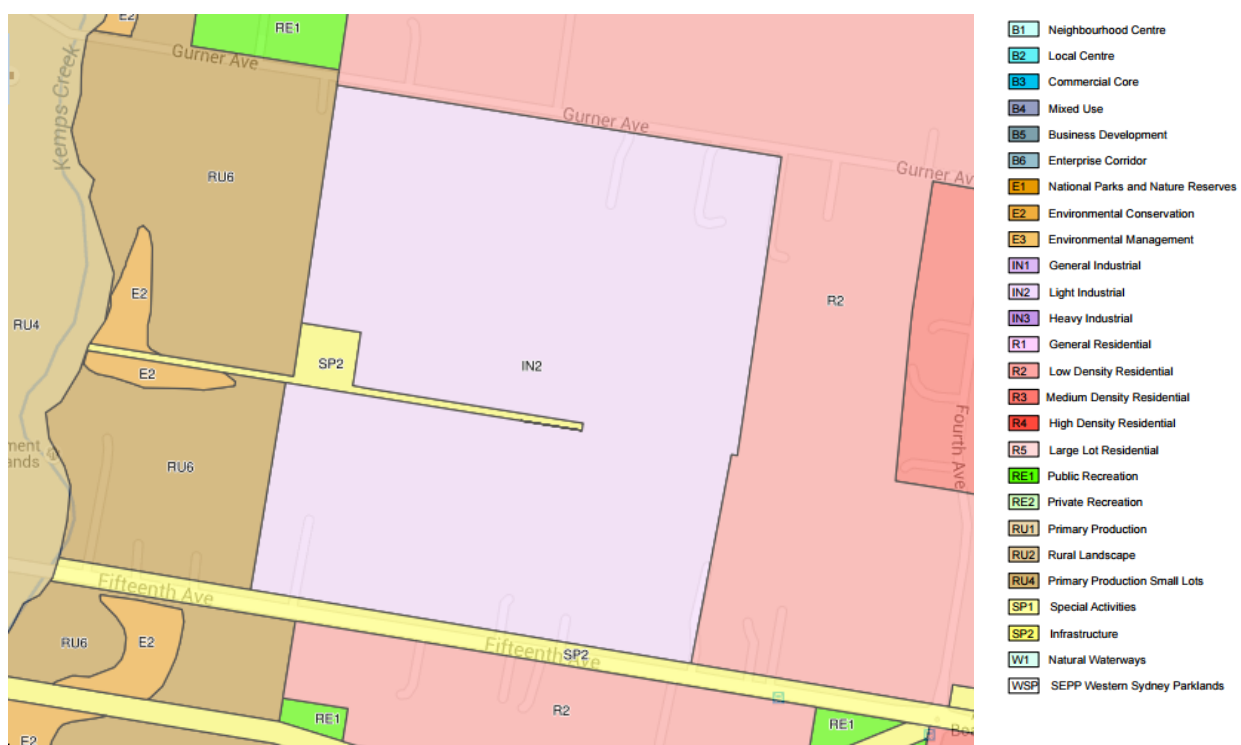 E2
RE1
Gurner Ave
Kemps Creek
Gurner Ave
Gurner Av
RU6
E2
R2
RU4
SP2
IN2
E2
Fourth Ave
ment
ands
RU6
Fifteenth Ave
RU6
E2
Fifteenth Ave
SP2
R2
RE1
RE1
E2
B1 Neighbourhood Centre
B2 Local Centre
B3 Commercial Core
B4 Mixed Use
B5 Business Development
B6 Enterprise Corridor
E1 National Parks and Nature Reserves
E2 Environmental Conservation
E3 Environmental Management
IN1 General Industrial
IN2 Light Industrial
IN3 Heavy Industrial
R1 General Residential
R2 Low Density Residential
R3 Medium Density Residential
R4 High Density Residential
R5 Large Lot Residential
RE1 Public Recreation
RE2 Private Recreation
RU1 Primary Production
RU2 Rural Landscape
RU4 Primary Production Small Lots
SP1 Special Activities
SP2 Infrastructure
W1 Natural Waterways
WSP SEPP Western Sydney Parklands